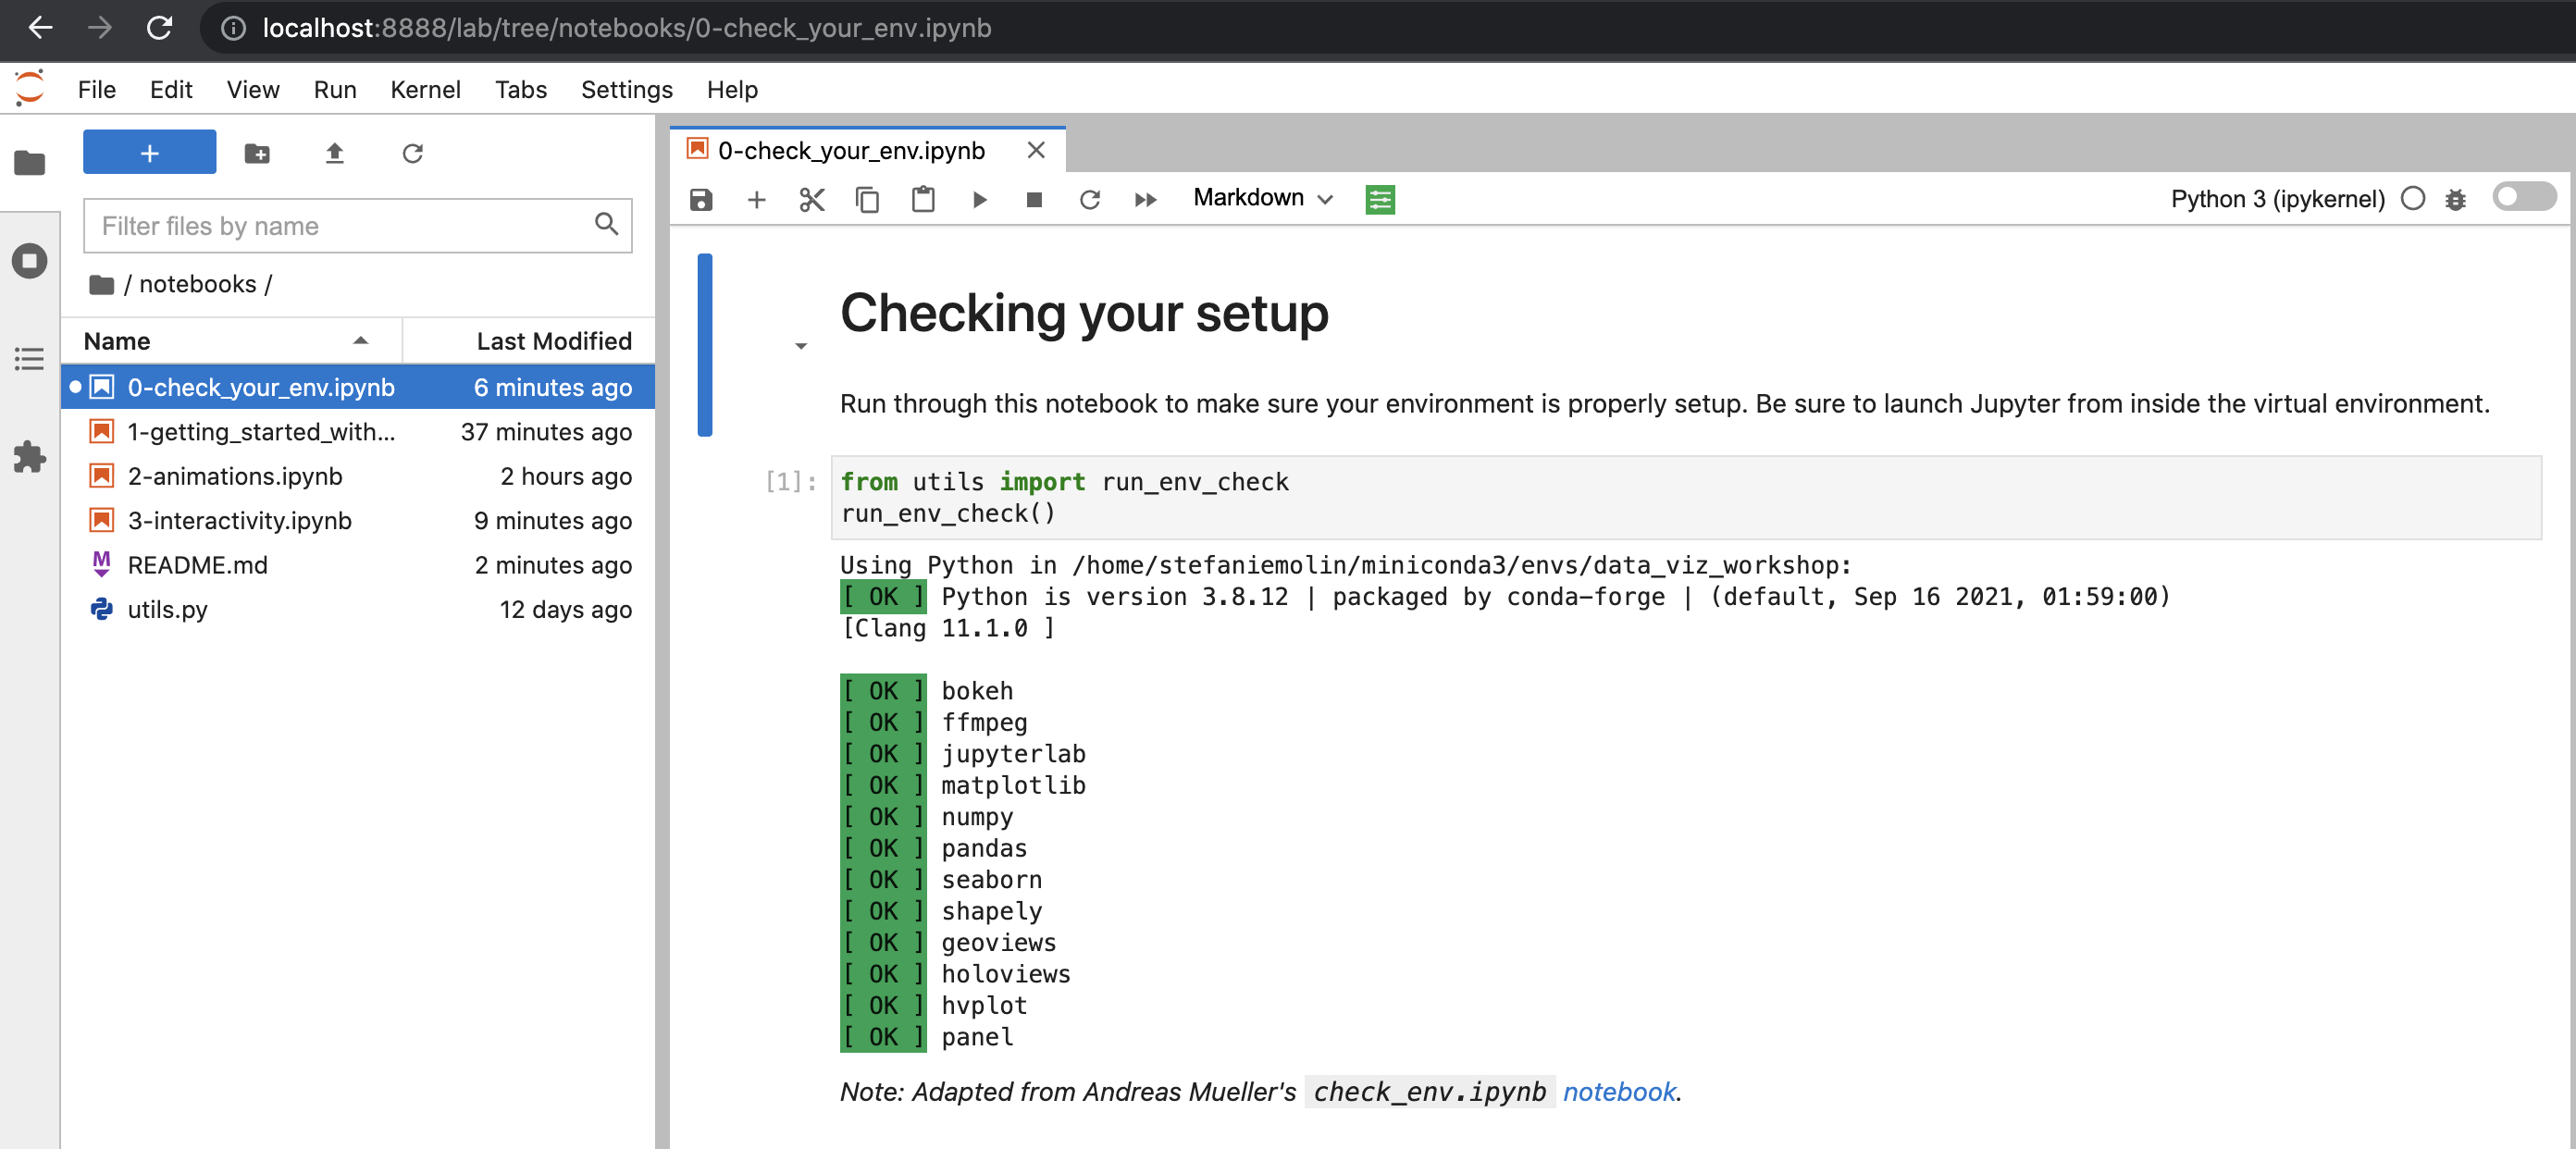 localhost:8888/lab/tree/notebooks/0-check_your_env.ipynb
File Edit View Run Kernel Tabs Settings Help
Filter files by name
/ notebooks /
Name Last Modified
0-check_your_env.ipynb 6 minutes ago
1-getting_started_with... 37 minutes ago
2-animations.ipynb 2 hours ago
3-interactivity.ipynb 9 minutes ago
README.md 2 minutes ago
utils.py 12 days ago
0-check_your_env.ipynb
Markdown Python 3 (ipykernel)
Checking your setup
Run through this notebook to make sure your environment is properly setup. Be sure to launch Jupyter from inside the virtual environment.
[1]: from utils import run_env_check
run_env_check()
Using Python in /home/stefaniemolin/miniconda3/envs/data_viz_workshop:
[ OK ] Python is version 3.8.12 | packaged by conda-forge | (default, Sep 16 2021, 01:59:00)
[Clang 11.1.0 ]
[ OK ] bokeh
[ OK ] ffmpeg
[ OK ] jupyterlab
[ OK ] matplotlib
[ OK ] numpy
[ OK ] pandas
[ OK ] seaborn
[ OK ] shapely
[ OK ] geoviews
[ OK ] holoviews
[ OK ] hvplot
[ OK ] panel
Note: Adapted from Andreas Mueller's check_env.ipynb notebook.